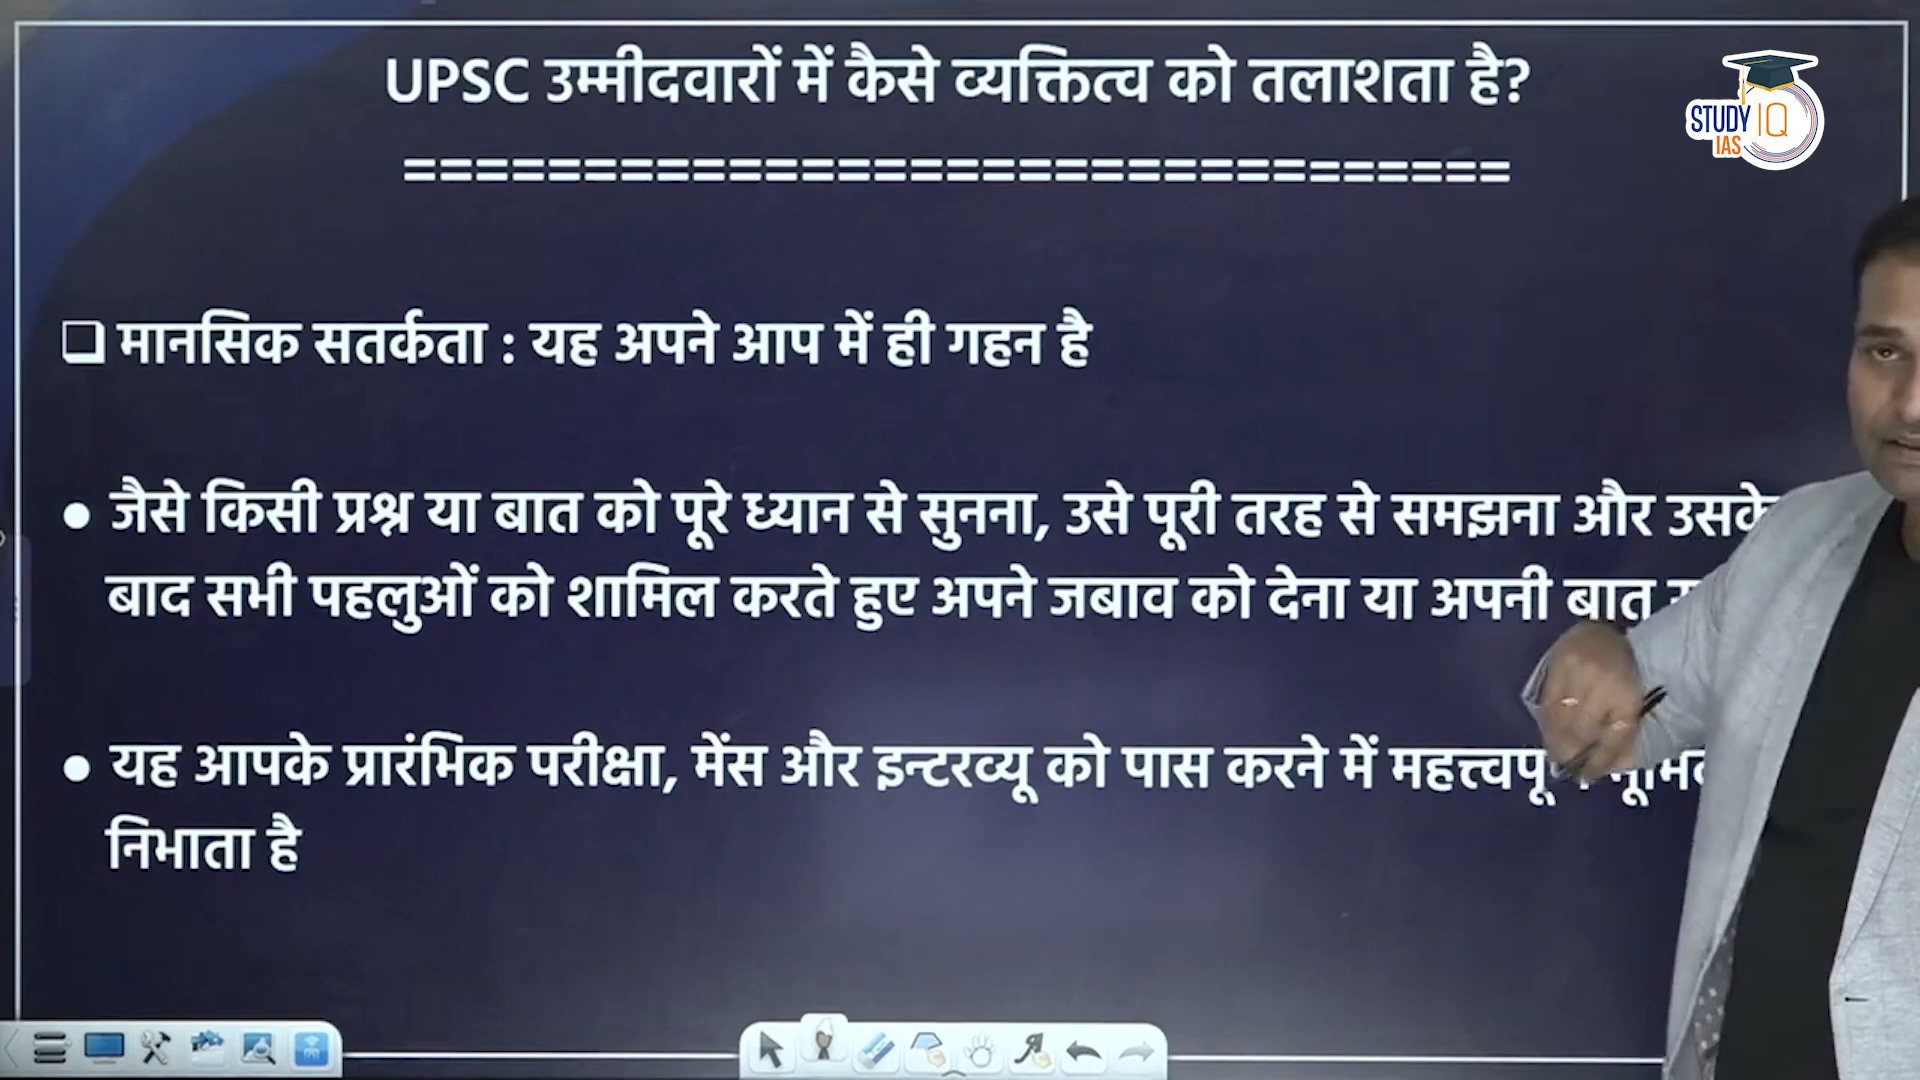 UPSC उम्मीदवारों में कैसे व्यक्तित्व को तलाशता है?
==============================
STUDY IQ
IAS
❑ मानसिक सतर्कता : यह अपने आप में ही गहन है
● जैसे किसी प्रश्न या बात को पूरे ध्यान से सुनना, उसे पूरी तरह से समझना और उसके
बाद सभी पहलुओं को शामिल करते हुए अपने जबाव को देना या अपनी बात
● यह आपके प्रारंभिक परीक्षा, मेंस और इन्टरव्यू को पास करने में
निभाता है